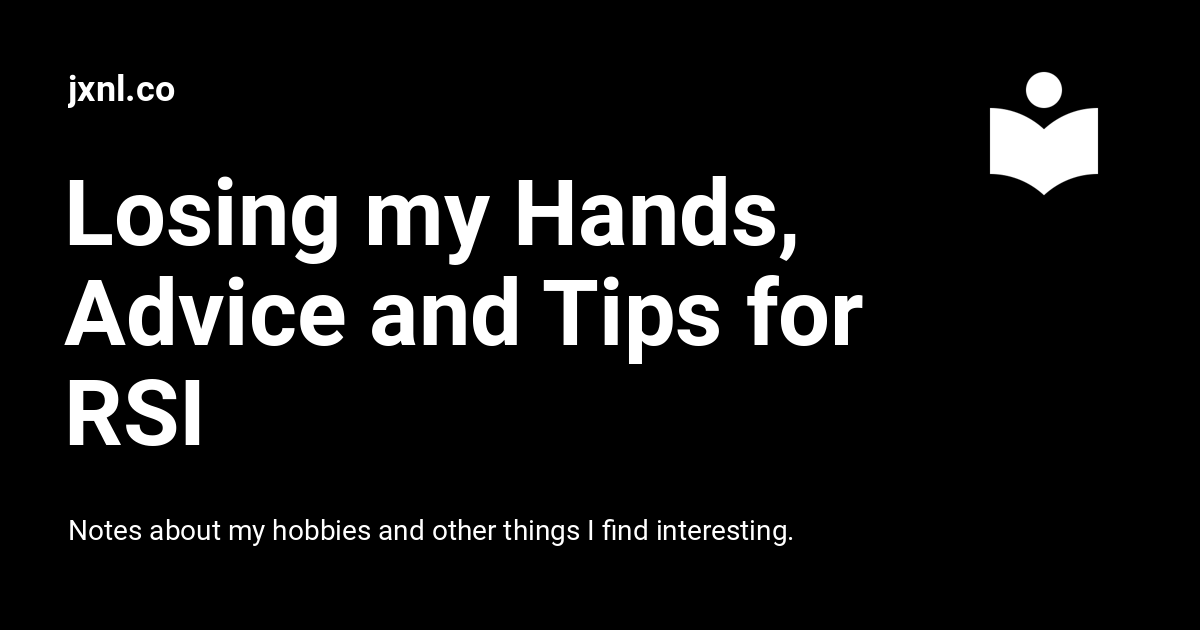 jxnl.co
Losing my Hands,
Advice and Tips for
RSI
Notes about my hobbies and other things I find interesting.